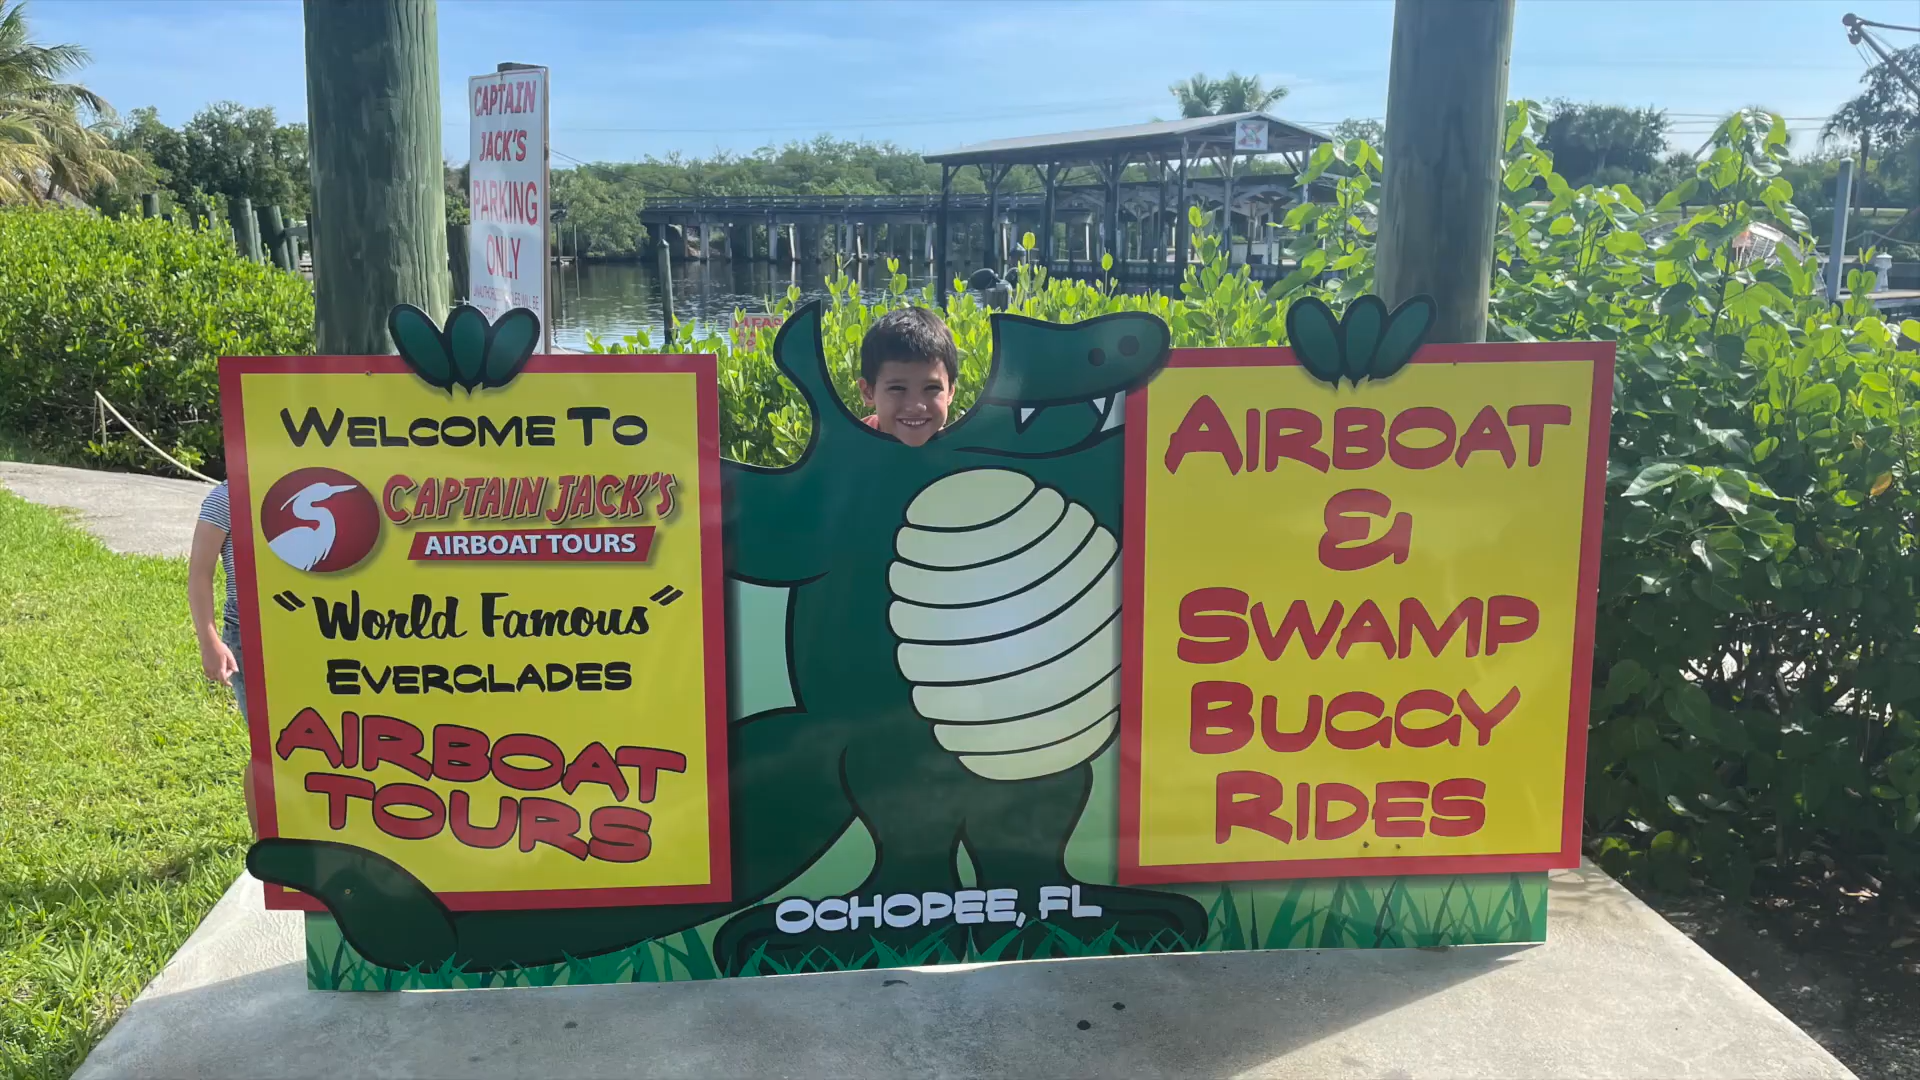 CAPTAIN
JACK'S
PARKING
ONLY
WELCOME TO
CAPTAIN JACK'S
AIRBOAT TOURS
"World Famous"
EVERGLADES
AIRBOAT
TOURS
AIRBOAT
&
SWAMP
BUGGY
RIDES
OCHOPEE, FL